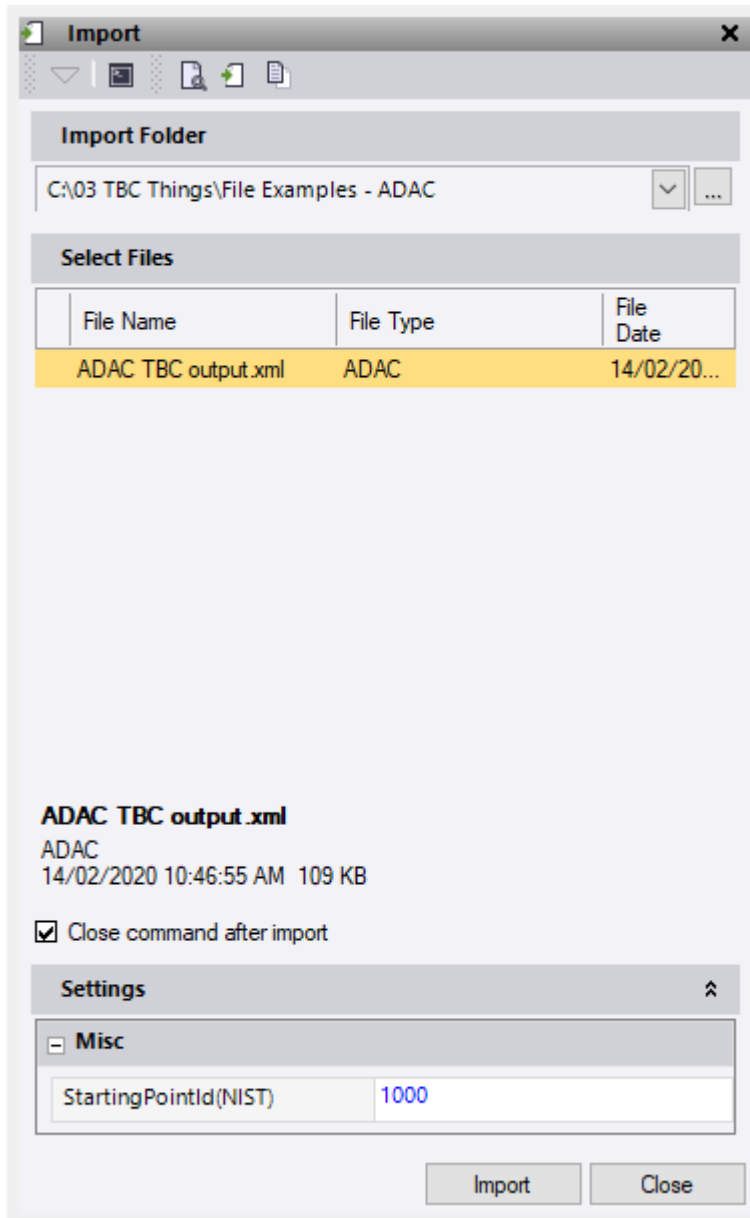 Import
Import Folder
C:\03 TBC Things\File Examples - ADAC
...
Select Files
File Name File Type File
Date
ADAC TBC output.xml ADAC 14/02/20...
ADAC TBC output.xml
ADAC
14/02/2020 10:46:55 AM 109 KB
Close command after import
Settings
Misc
StartingPointId(NIST) 1000
Import Close